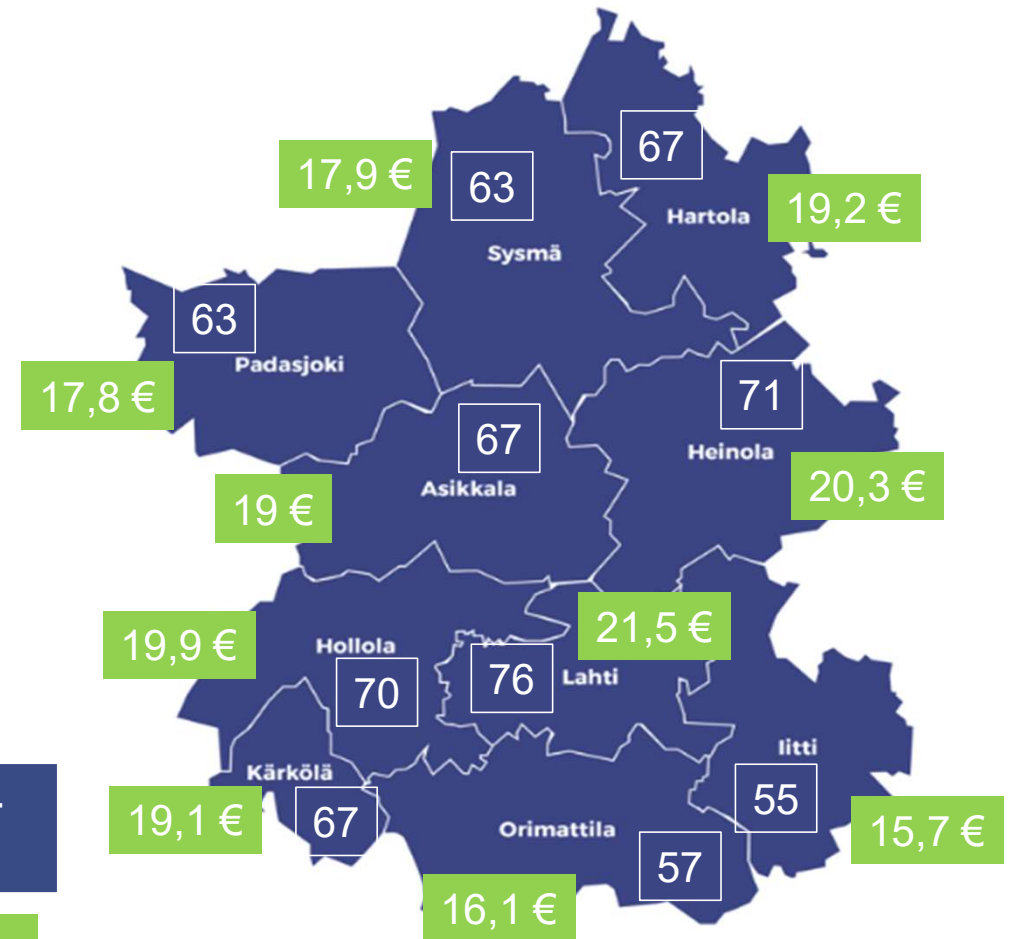 67
17,9 €
63
Hartola
19,2 €
Sysmä
63
Padasjoki
17,8 €
71
67
Heinola
Asikkala
20,3 €
19 €
21,5 €
19,9 €
Hollola
76
Lahti
70
Iitti
Kärkölä
55
19,1 €
67
Orimattila
15,7 €
57
16,1 €